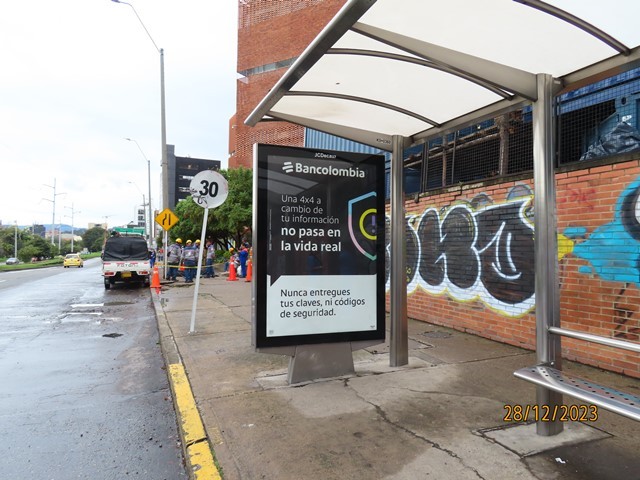 JCDecaux
Bancolombia
Una 4x4 a
cambio de
tu información
no pasa en
la vida real
Nunca entregues
tus claves, ni códigos
de seguridad.
30
28/12/2023